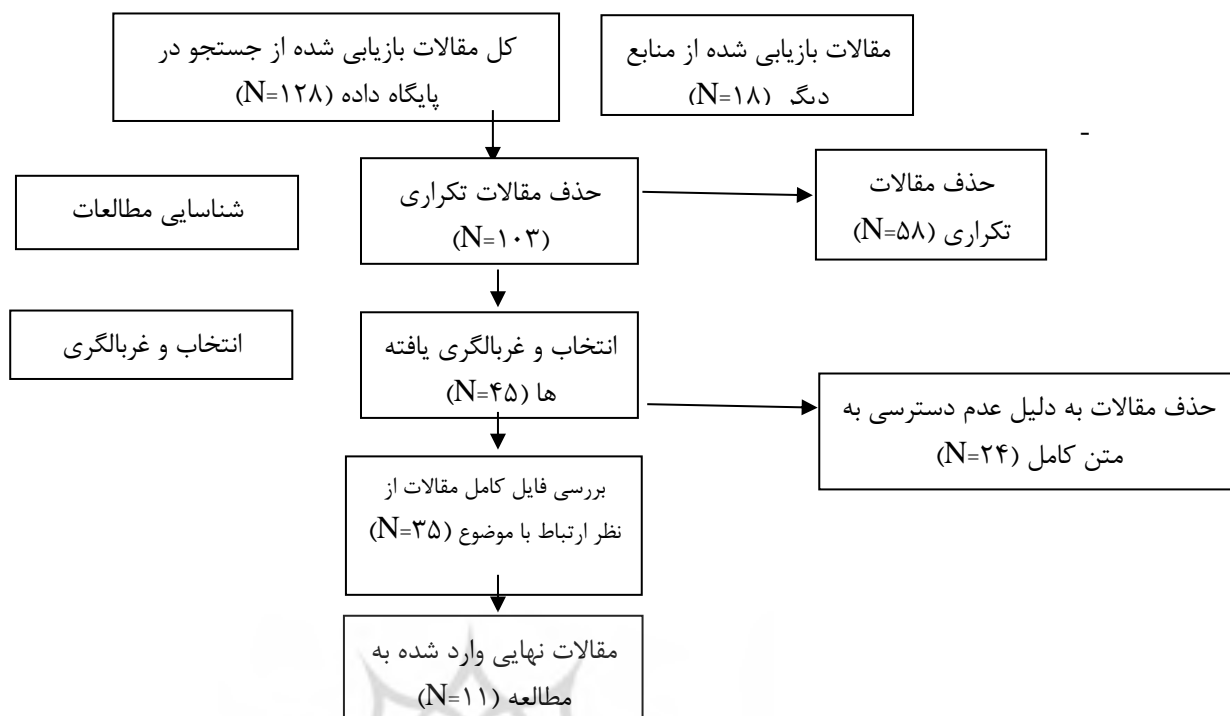 کل مقالات بازیابی شده از جستجو در
پایگاه داده (N=۱۲۸)
مقالات بازیابی شده از منابع
دیگر (N=۱۸)
-
حذف مقالات تکراری
(N=۱۰۳)
حذف مقالات
تکراری (N=۵۸)
شناسایی مطالعات
انتخاب و غربالگری یافته
ها (N=۴۵)
انتخاب و غربالگری
حذف مقالات به دلیل عدم دسترسی به
متن کامل (N=۲۴)
بررسی فایل کامل مقالات از
نظر ارتباط با موضوع (N=۳۵)
مقالات نهایی وارد شده به
مطالعه (N=۱۱)